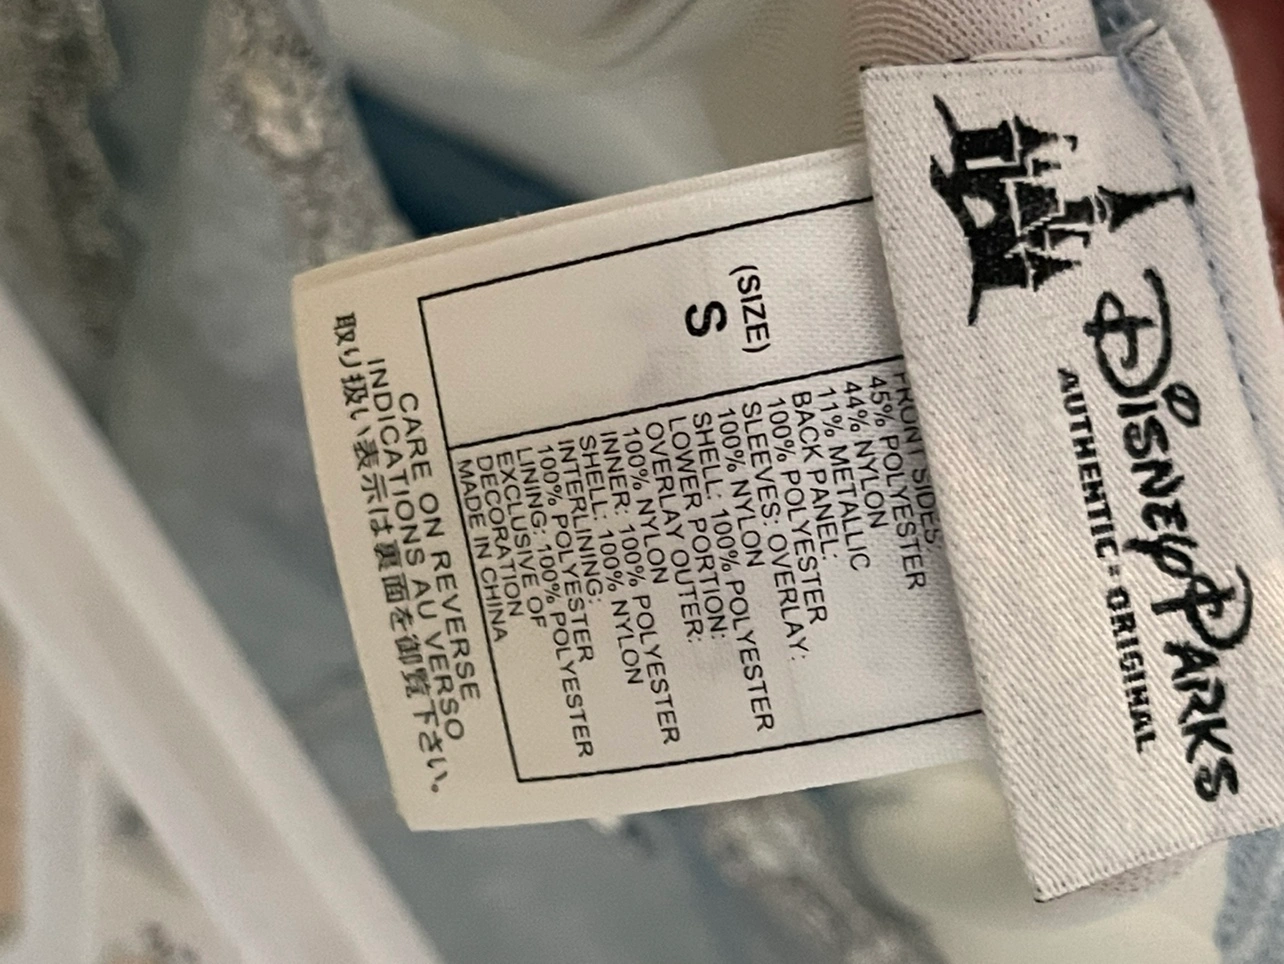 DISNEY PARKS
AUTHENTIC ORIGINAL
(SIZE)
S
FRONT SIDES:
45% POLYESTER
44% NYLON
11% METALLIC
BACK PANEL:
100% POLYESTER
SLEEVES: OVERLAY:
100% NYLON
SHELL: 100% POLYESTER
LOWER PORTION:
OVERLAY OUTER:
100% NYLON
INNER: 100% POLYESTER
SHELL: 100% NYLON
INTERLINING:
100% POLYESTER
LINING: 100% POLYESTER
EXCLUSIVE OF
DECORATION
MADE IN CHINA
CARE ON REVERSE
INDICATIONS AU VERSO
取り扱い表示は裏面を御覧下さい。